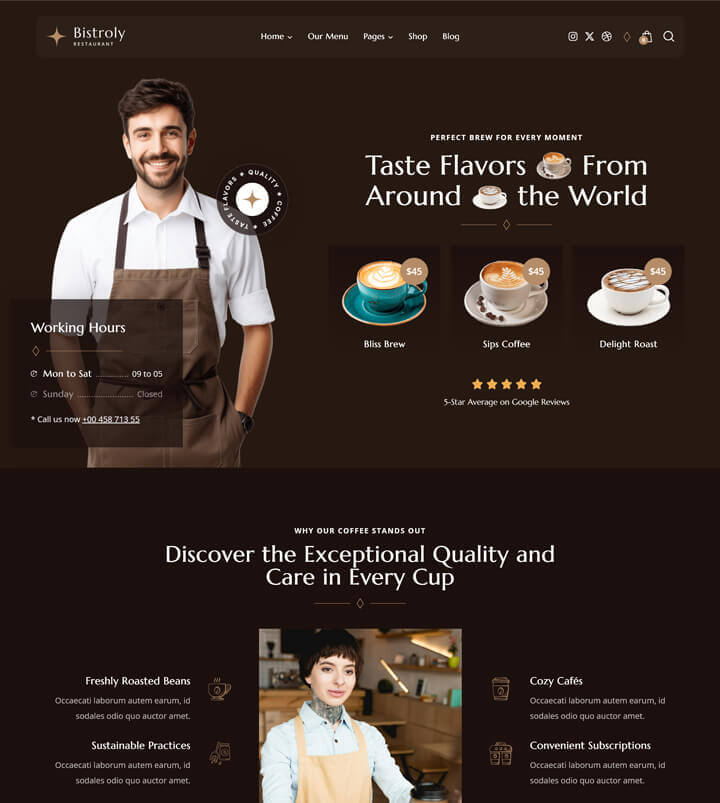 Bistroly
RESTAURANT
Home
Our Menu
Pages
Shop
Blog
PERFECT BREW FOR EVERY MOMENT
Taste Flavors From
Around the World
TASTE FLAVORS ★ QUALITY ★ COFFEE ★
$45
$45
$45
Bliss Brew
Sips Coffee
Delight Roast
5-Star Average on Google Reviews
Working Hours
Mon to Sat ............. 09 to 05
Sunday ...................... Closed
* Call us now +00 458 713 55
WHY OUR COFFEE STANDS OUT
Discover the Exceptional Quality and
Care in Every Cup
Freshly Roasted Beans
Occaecati laborum autem earum, id
sodales odio quo auctor amet.
Sustainable Practices
Occaecati laborum autem earum, id
sodales odio quo auctor amet.
Cozy Cafés
Occaecati laborum autem earum, id
sodales odio quo auctor amet.
Convenient Subscriptions
Occaecati laborum autem earum, id
sodales odio quo auctor amet.